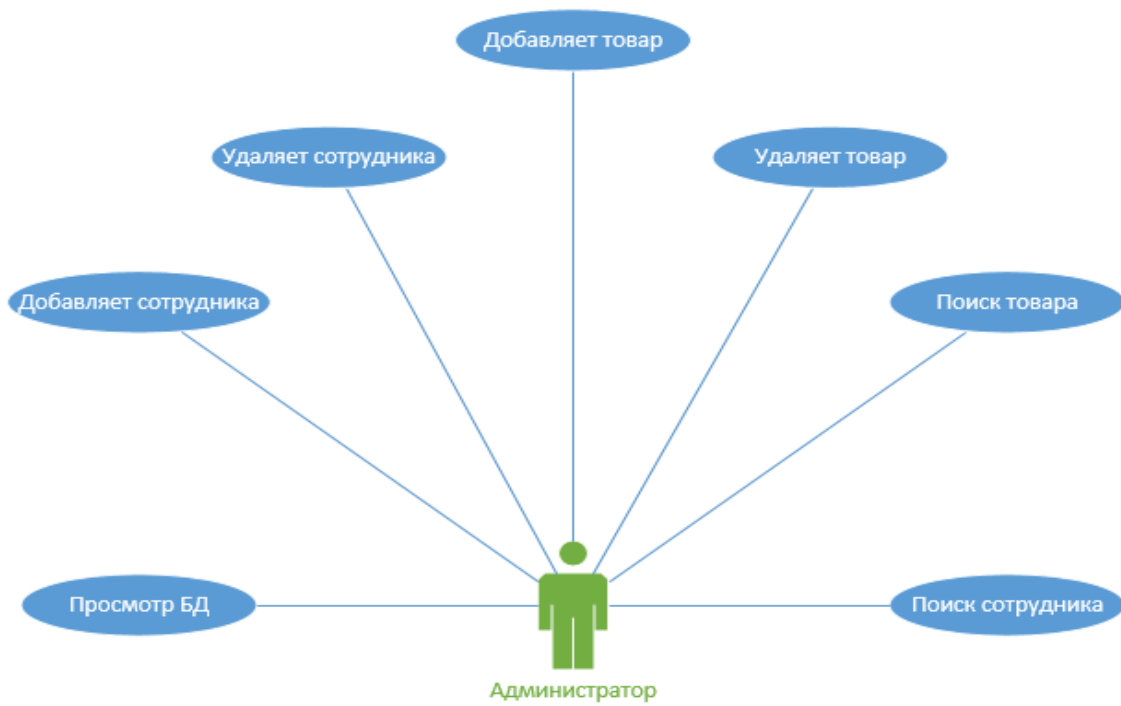 Добавляет товар
Удаляет сотрудника
Удаляет товар
Добавляет сотрудника
Поиск товара
Просмотр БД
Поиск сотрудника
Администратор